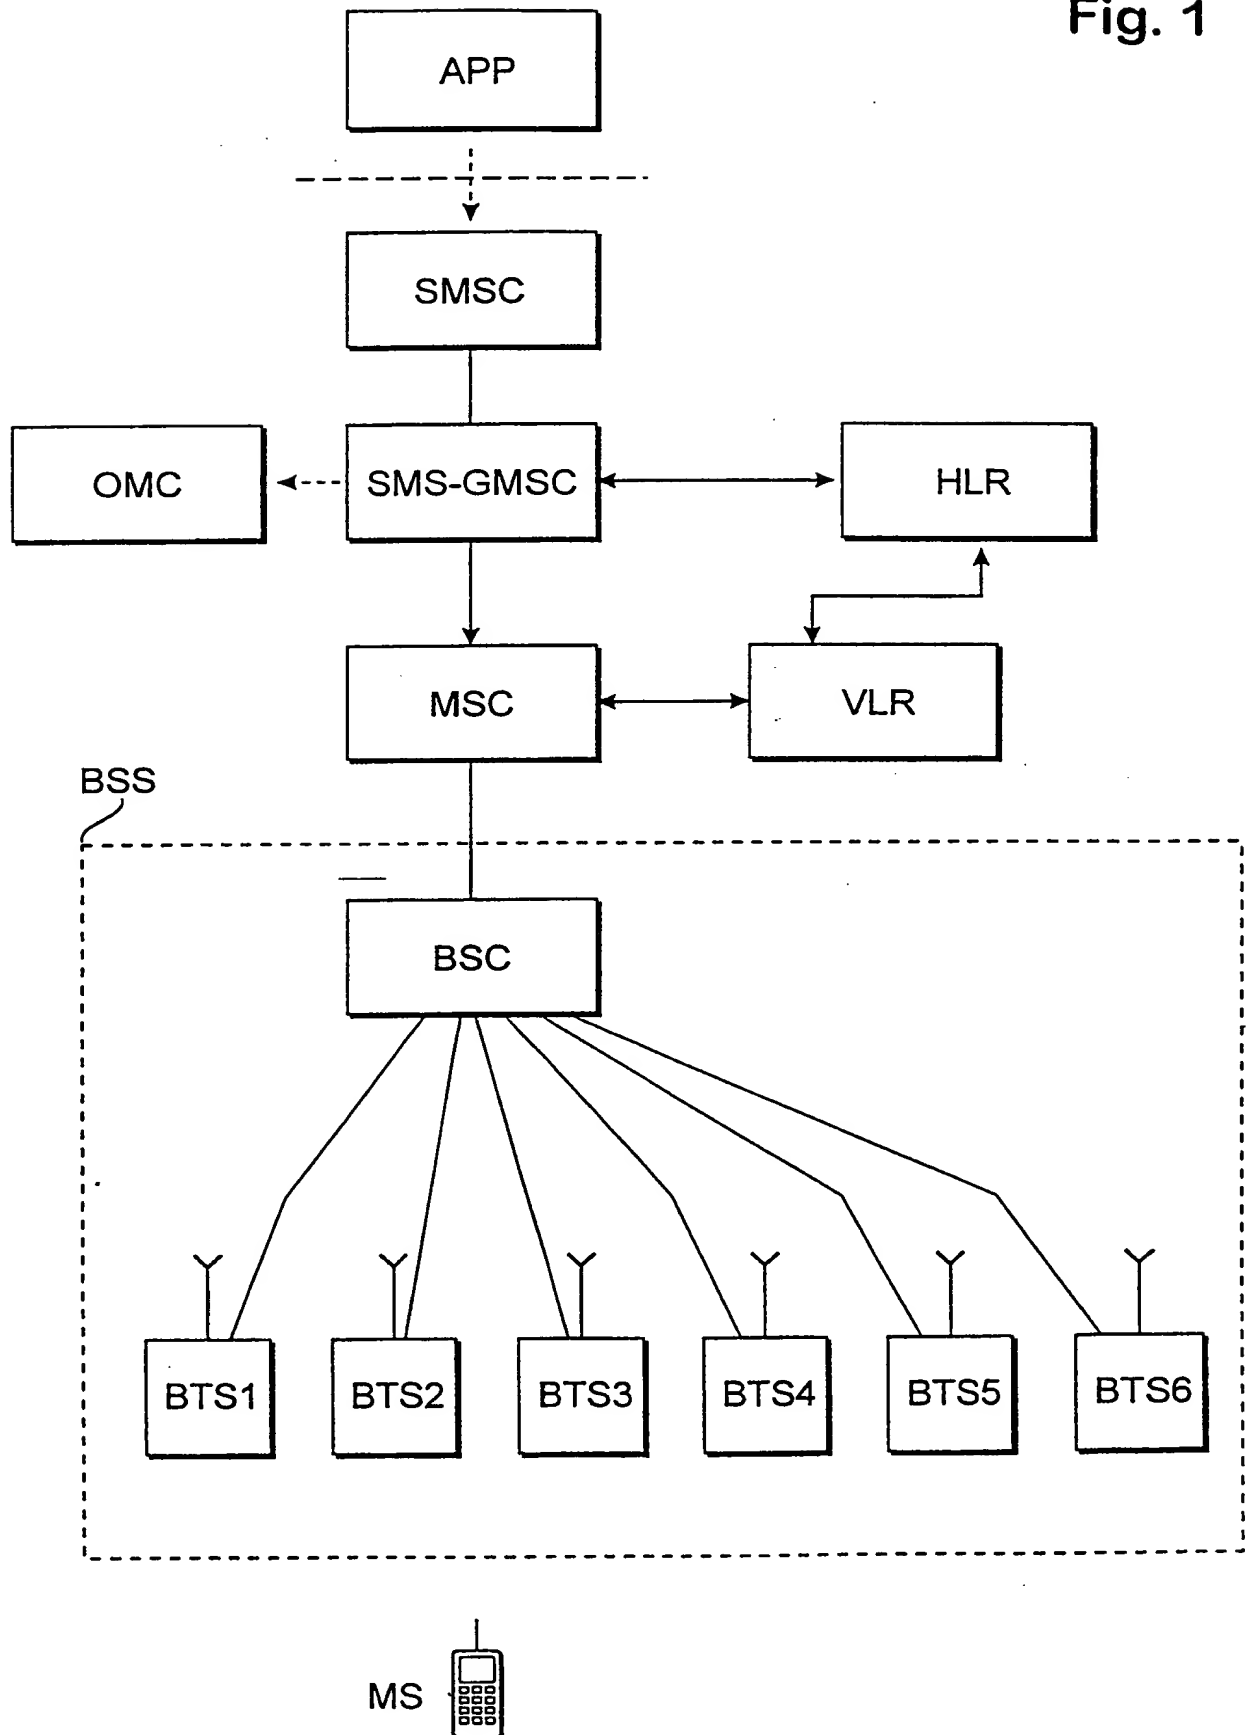 Fig. 1
APP
SMSC
OMC
SMS-GMSC
HLR
MSC
VLR
BSS
BSC
BTS1
BTS2
BTS3
BTS4
BTS5
BTS6
MS